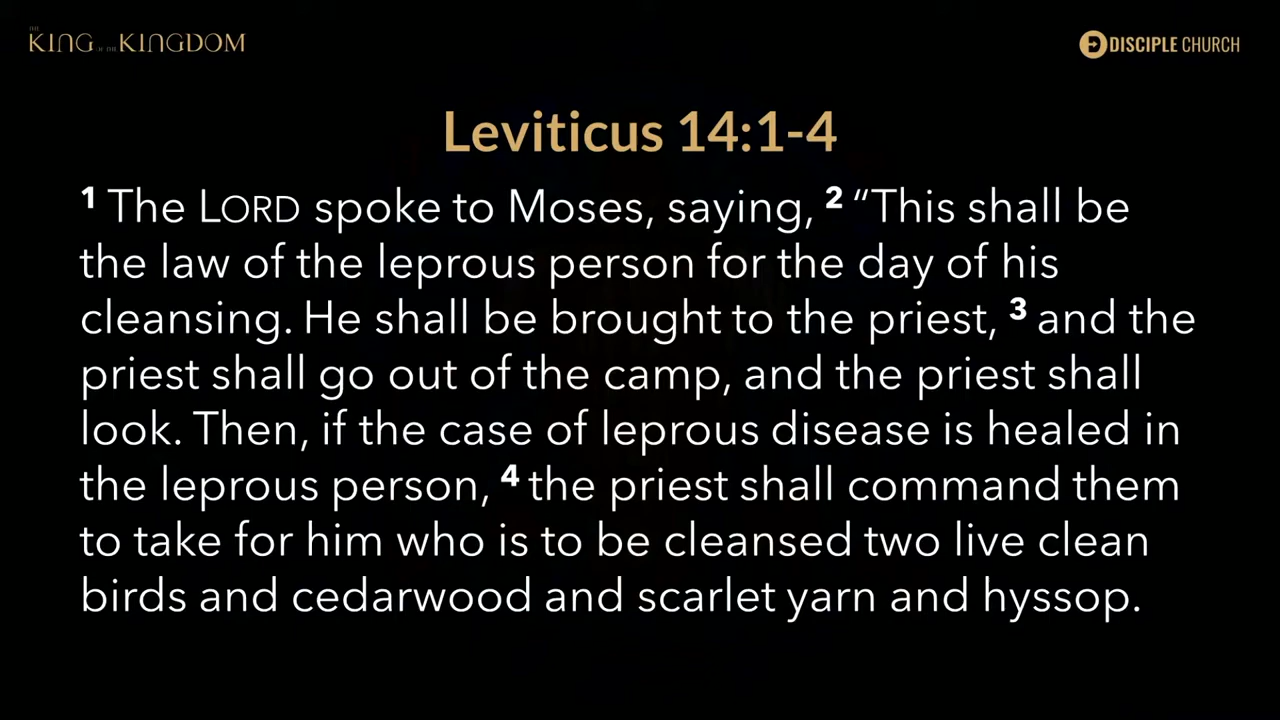 THE KING OF THE KINGDOM
DISCIPLE CHURCH
Leviticus 14:1-4
1 The LORD spoke to Moses, saying, 2 “This shall be
the law of the leprous person for the day of his
cleansing. He shall be brought to the priest, 3 and the
priest shall go out of the camp, and the priest shall
look. Then, if the case of leprous disease is healed in
the leprous person, 4 the priest shall command them
to take for him who is to be cleansed two live clean
birds and cedarwood and scarlet yarn and hyssop.